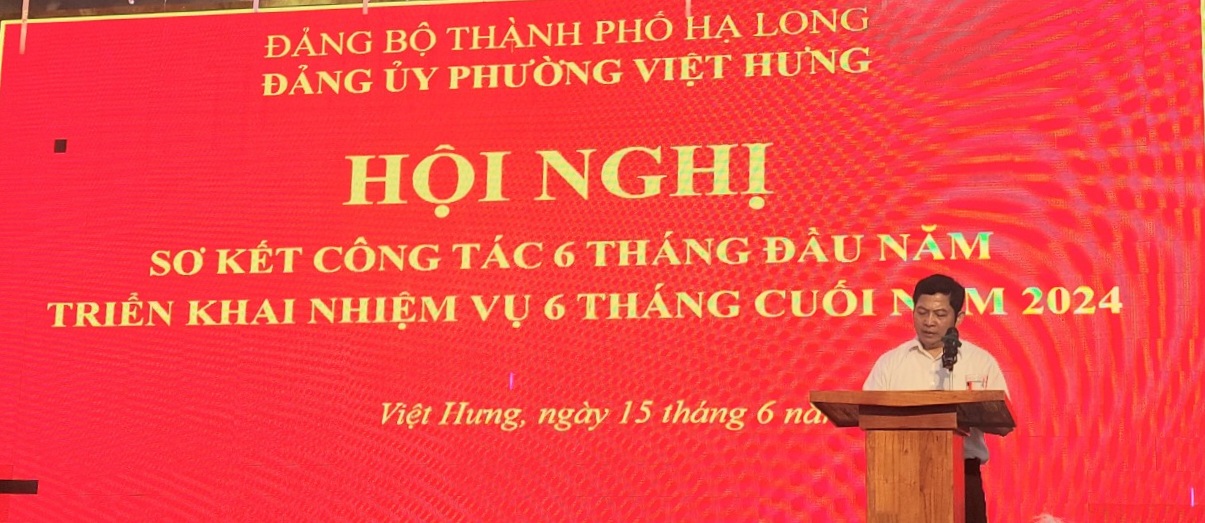 ĐẢNG BỘ THÀNH PHỐ HẠ LONG
ĐẢNG ỦY PHƯỜNG VIỆT HƯNG
HỘI NGHỊ
SƠ KẾT CÔNG TÁC 6 THÁNG ĐẦU NĂM
TRIỂN KHAI NHIỆM VỤ 6 THÁNG CUỐI NĂM 2024
Việt Hưng, ngày 15 tháng 6